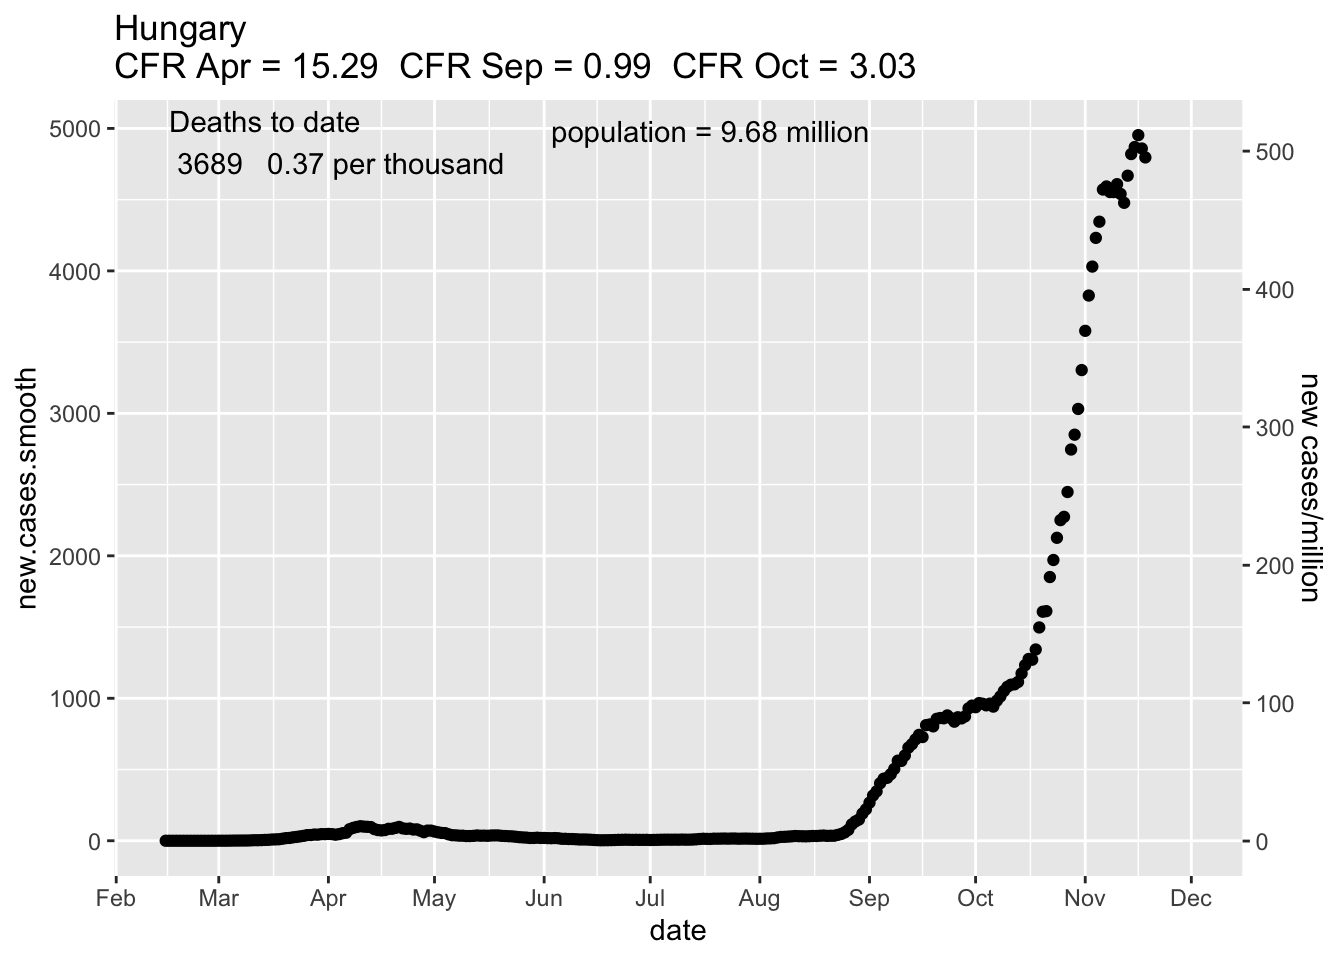 Hungary
CFR Apr = 15.29  CFR Sep = 0.99  CFR Oct = 3.03
Deaths to date
3689   0.37 per thousand
population = 9.68 million
5000
4000
3000
2000
1000
0
new.cases.smooth
500
400
300
200
100
0
new cases/million
Feb Mar Apr May Jun Jul Aug Sep Oct Nov Dec
date